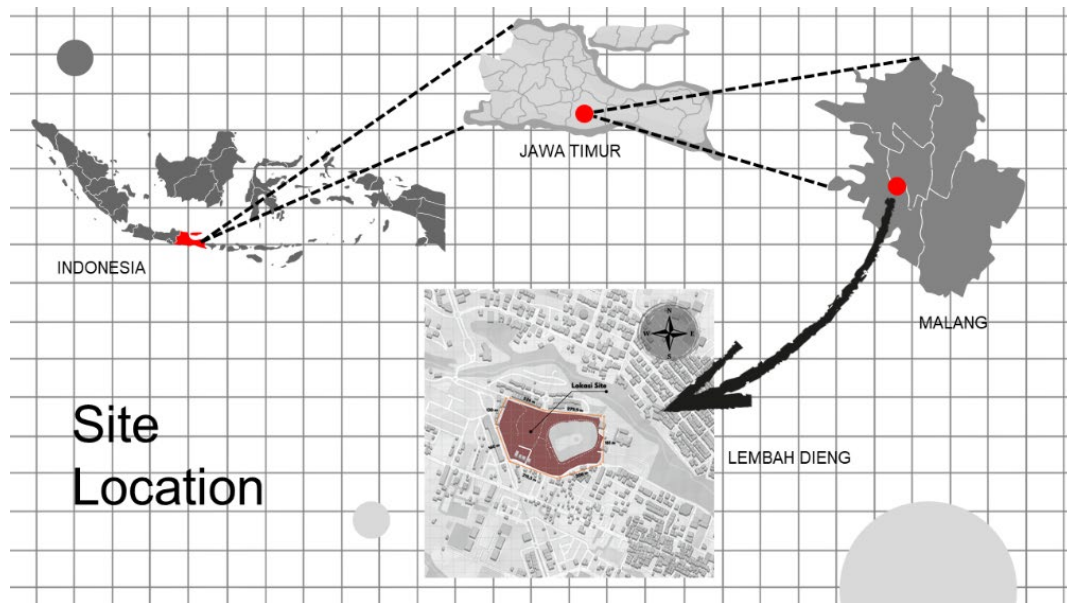 JAWA TIMUR
INDONESIA
MALANG
N
W
E
S
Lokasi Site
LEMBAH DIENG
Site
Location